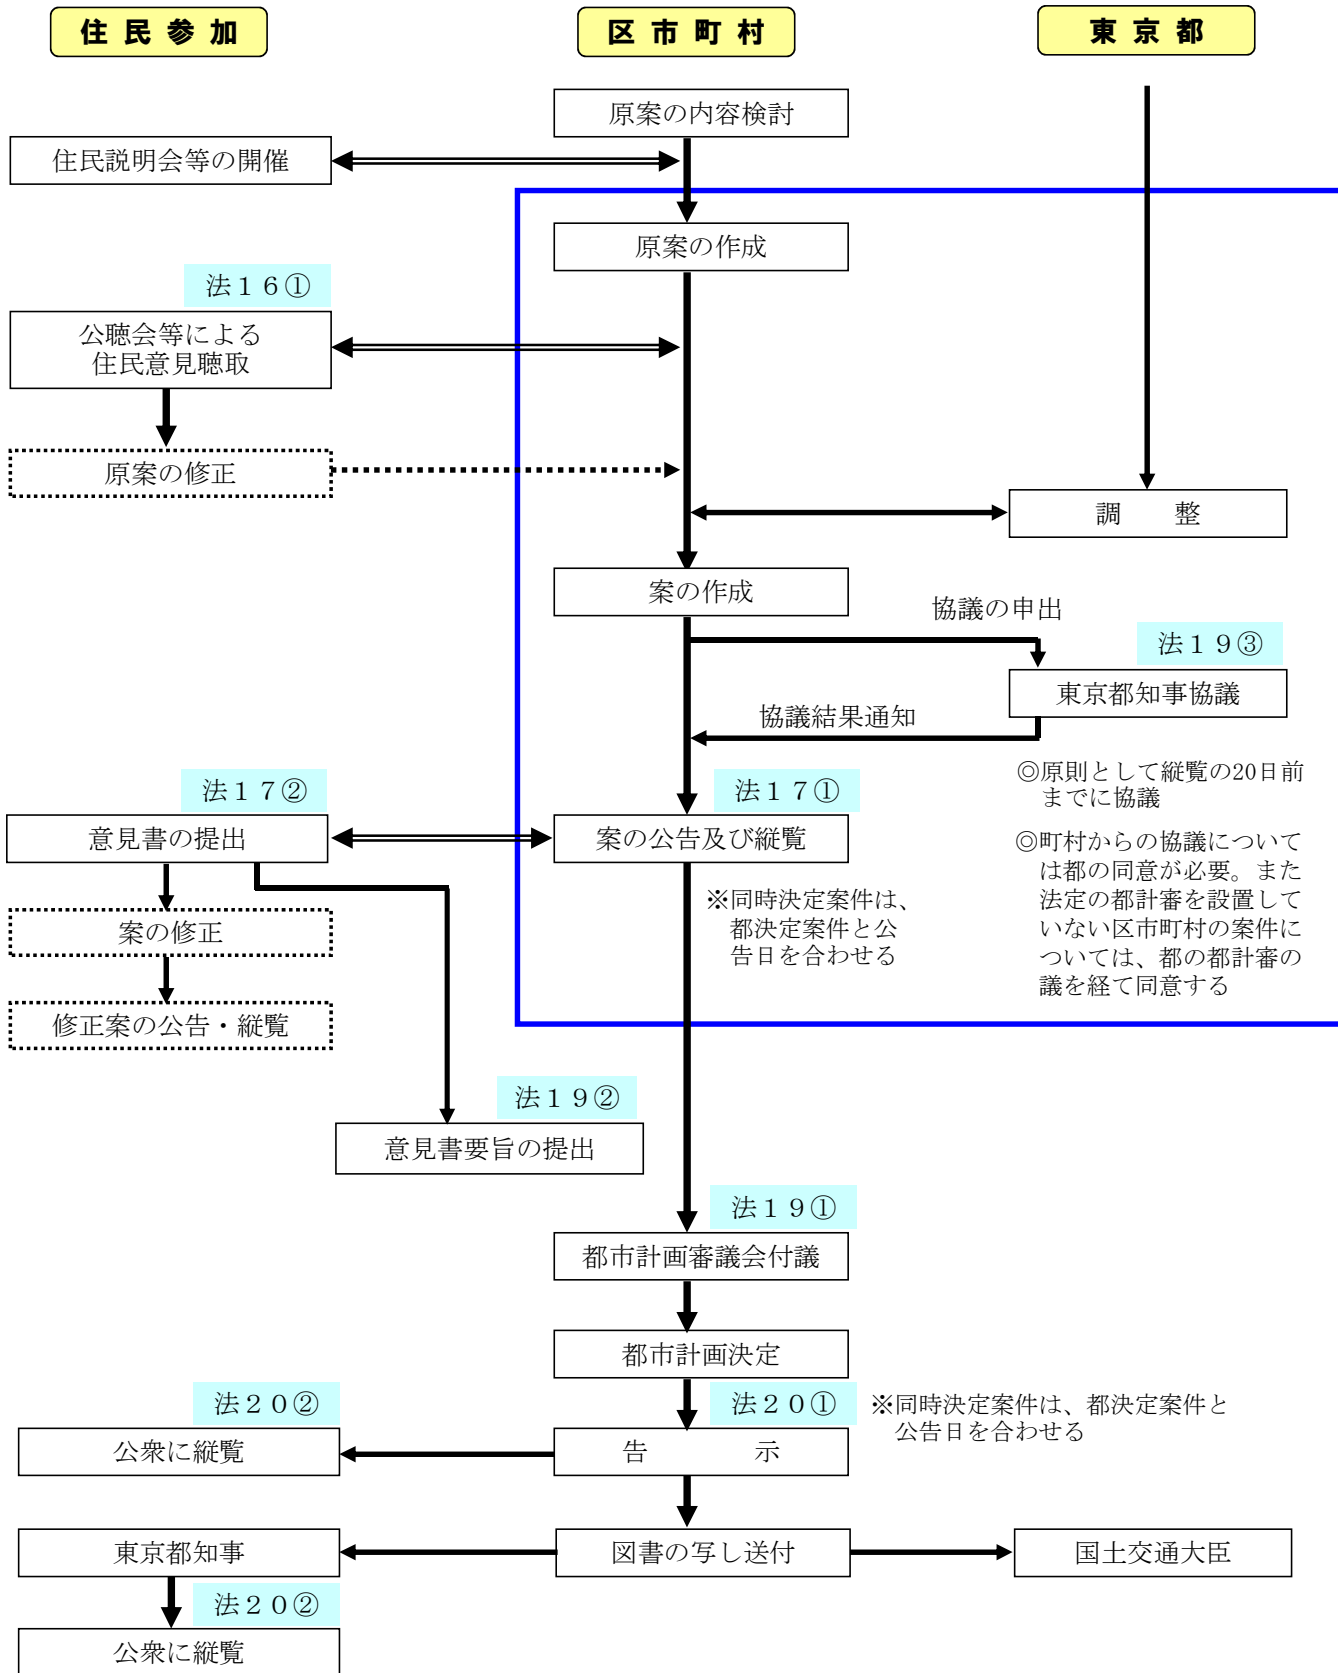 住民参加
区市町村
東京都
原案の内容検討
住民説明会等の開催
原案の作成
法１６①
公聴会等による
住民意見聴取
原案の修正
調　整
案の作成
協議の申出
法１９③
東京都知事協議
協議結果通知
◎原則として縦覧の20日前
までに協議
法１７②
法１７①
意見書の提出
案の公告及び縦覧
◎町村からの協議について
は都の同意が必要。また
法定の都計審を設置して
いない区市町村の案件に
ついては、都の都計審の
議を経て同意する
※同時決定案件は、
都決定案件と公
告日を合わせる
案の修正
修正案の公告・縦覧
法１９②
意見書要旨の提出
法１９①
都市計画審議会付議
都市計画決定
法２０②
法２０①
※同時決定案件は、都決定案件と
公告日を合わせる
公衆に縦覧
告　　示
東京都知事
図書の写し送付
国土交通大臣
法２０②
公衆に縦覧